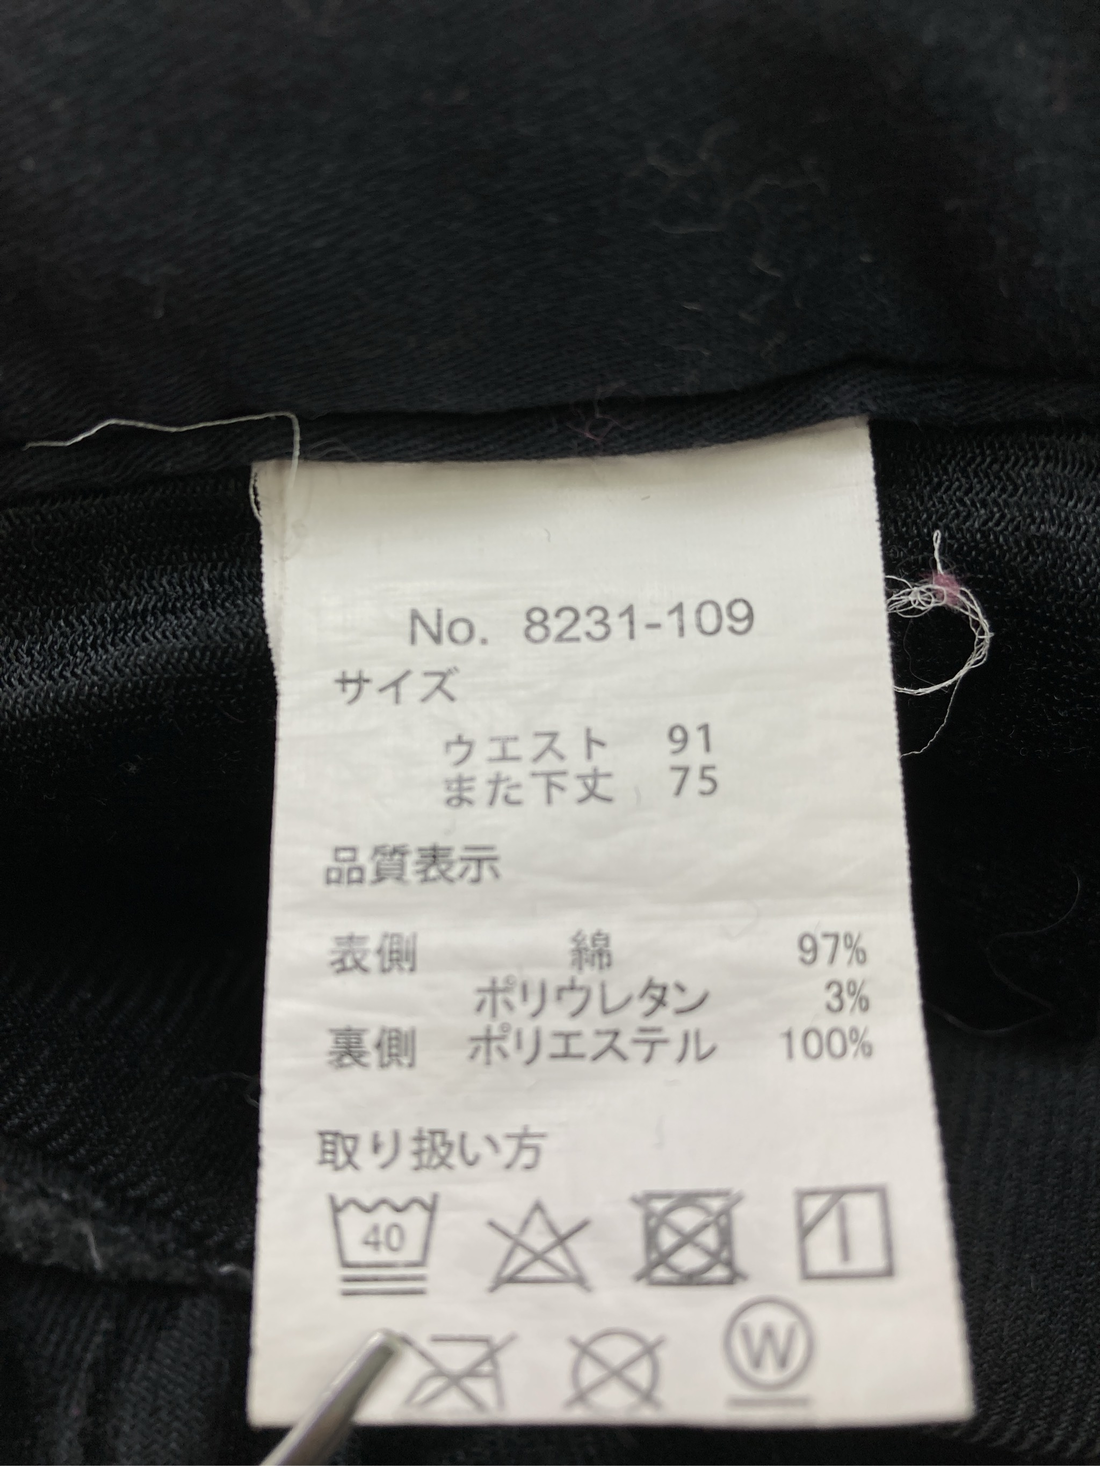 No. 8231-109
サイズ
ウエスト 91
また下丈 75
品質表示
表側 綿 97%
ポリウレタン 3%
裏側 ポリエステル 100%
取り扱い方
40
W